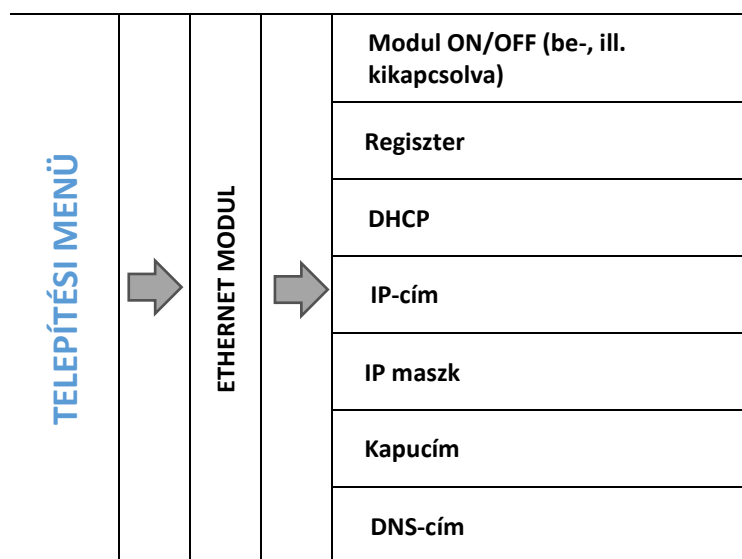 TELEPÍTÉSI MENÜ
ETHERNET MODUL
Modul ON/OFF (be-, ill.
kikapcsolva)
Regiszter
DHCP
IP-cím
IP maszk
Kapucím
DNS-cím